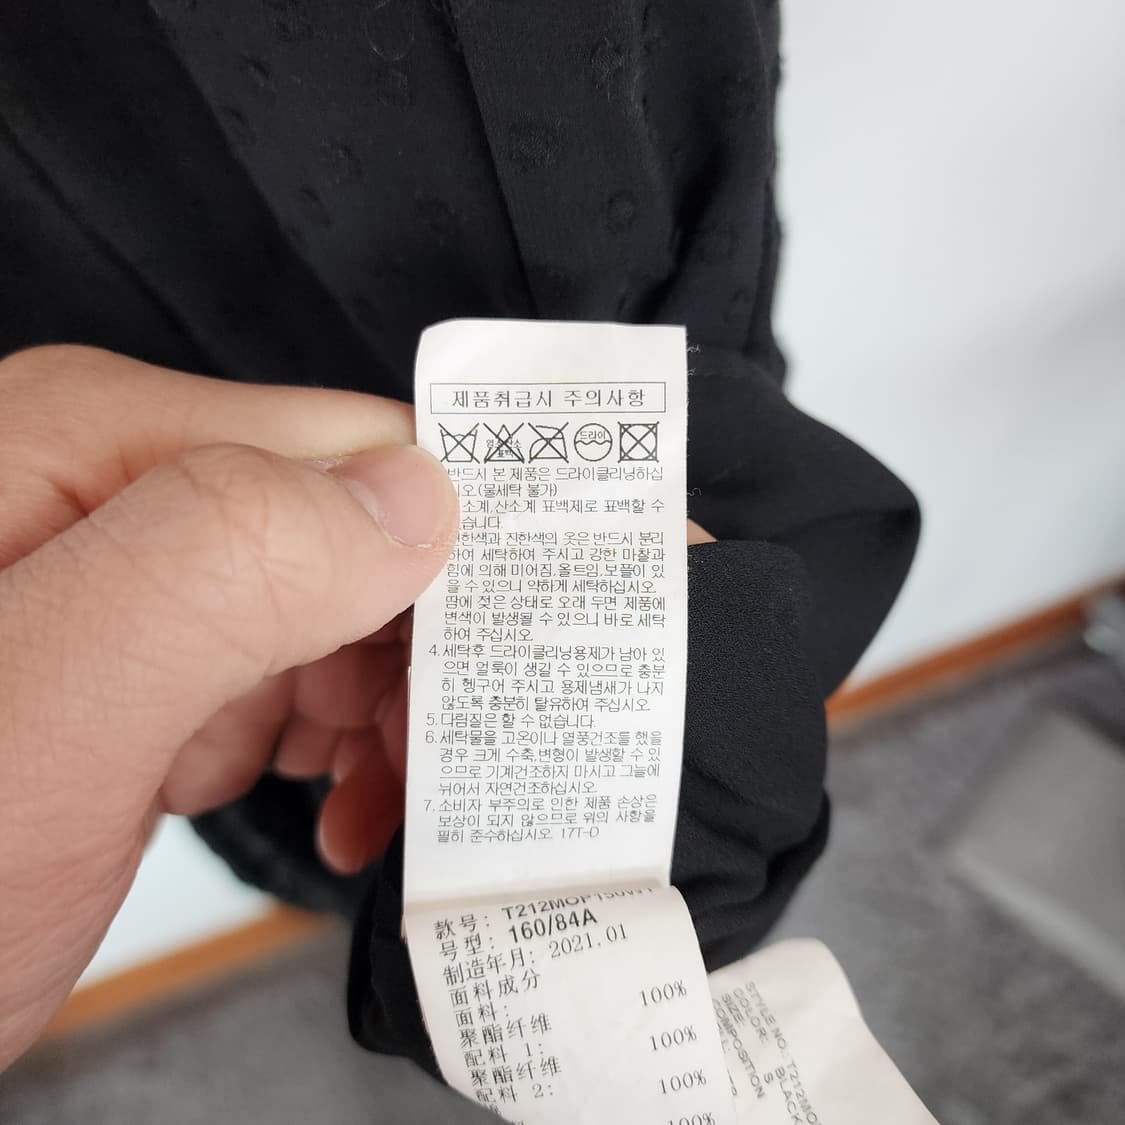 제품취급시 주의사항
드라이
반드시 본 제품은 드라이클리닝하십
시오.(물세탁 불가)
소계,산소계 표백제로 표백할 수
습니다.
연한색과 진한색의 옷은 반드시 분리
하여 세탁하여 주시고 강한 마찰과
힘에 의해 미어짐,올트임,보풀이 있
을 수 있으니 약하게 세탁하십시오.
땀에 젖은 상태로 오래 두면 제품에
변색이 발생될 수 있으니 바로 세탁
하여 주십시오.
4. 세탁후 드라이클리닝용제가 남아 있
으면 얼룩이 생길 수 있으므로 충분
히 헹구어 주시고 용제냄새가 나지
않도록 충분히 탈유하여 주십시오.
5. 다림질은 할 수 없습니다.
6. 세탁물을 고온이나 열풍건조를 했을
경우 크게 수축,변형이 발생할 수 있
으므로 기계건조하지 마시고 그늘에
뉘어서 자연건조하십시오.
7. 소비자 부주의로 인한 제품 손상은
보상이 되지 않으므로 위의 사항을
필히 준수하십시오. 17T-D
款号:
号型: 160/84A
制造年月: 2021.01
面料成分
面料: 100%
聚酯纤维
配料 1: 100%
聚酯纤维
配料 2: 100%
100%
STYLE NO.:
COLOR: BLACK
SIZE: S
COMPOSITION